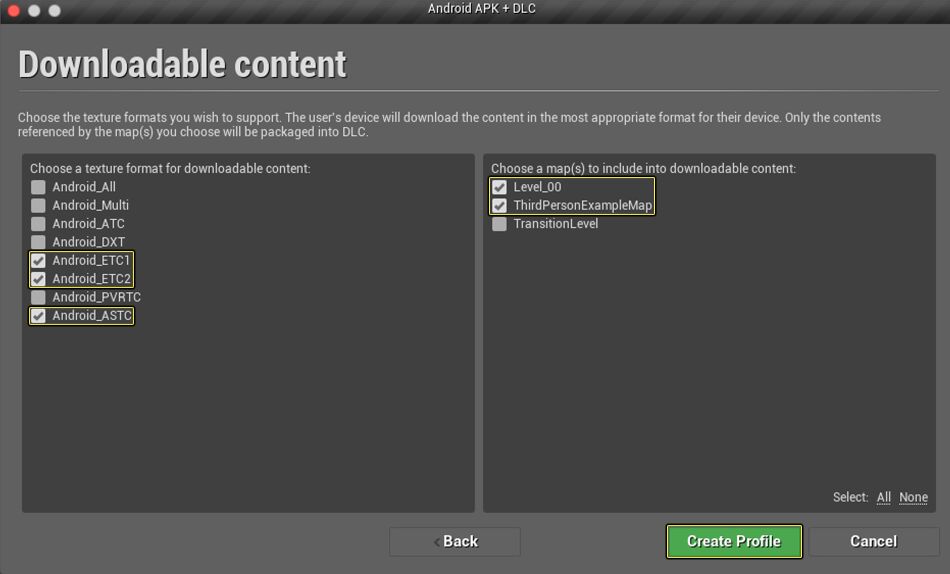 Android APK + DLC
Downloadable content
Choose the texture formats you wish to support. The user's device will download the content in the most appropriate format for their device. Only the contents
referenced by the map(s) you choose will be packaged into DLC.
Choose a texture format for downloadable content:
Android_All
Android_Multi
Android_ATC
Android_DXT
Android_ETC1
Android_ETC2
Android_PVRTC
Android_ASTC
Choose a map(s) to include into downloadable content:
Level_00
ThirdPersonExampleMap
TransitionLevel
Select: All None
< Back
Create Profile
Cancel